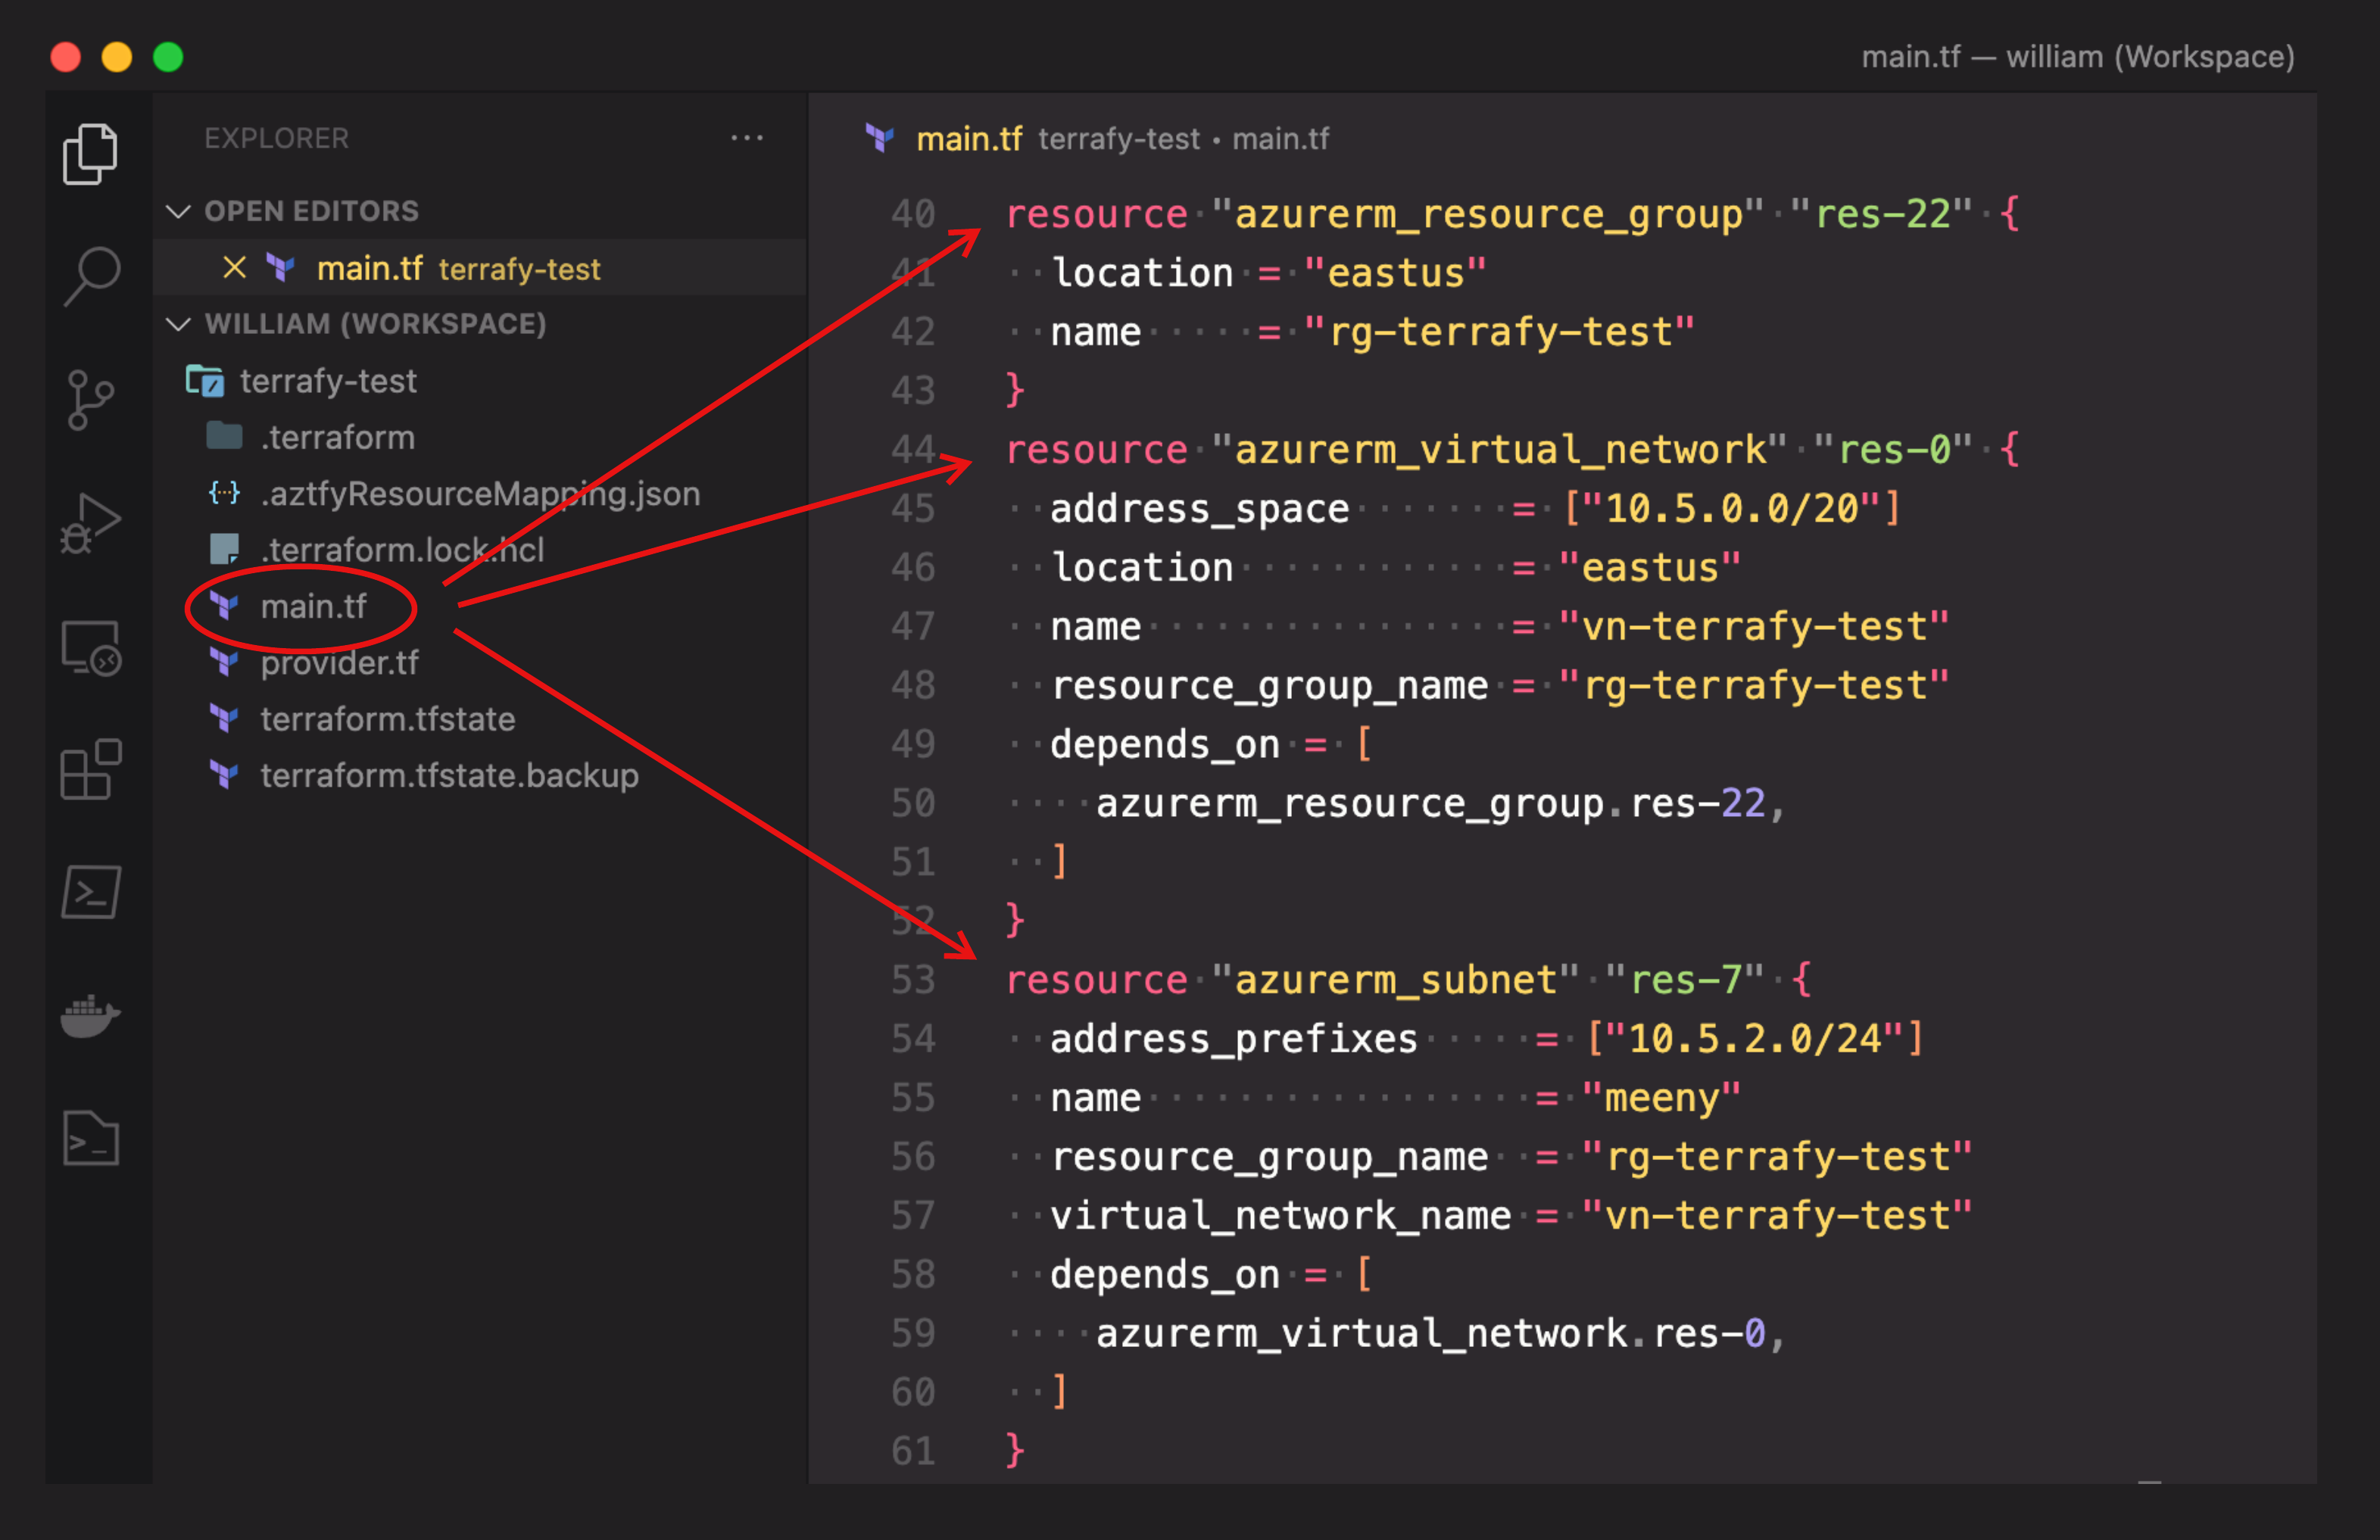 main.tf — william (Workspace)
EXPLORER
OPEN EDITORS
main.tf terrafy-test
WILLIAM (WORKSPACE)
terrafy-test
.terraform
.aztfyResourceMapping.json
.terraform.lock.hcl
main.tf
provider.tf
terraform.tfstate
terraform.tfstate.backup
main.tf terrafy-test • main.tf
40 resource "azurerm_resource_group" "res-22" {
41 location = "eastus"
42 name = "rg-terrafy-test"
43 }
44 resource "azurerm_virtual_network" "res-0" {
45 address_space = ["10.5.0.0/20"]
46 location = "eastus"
47 name = "vn-terrafy-test"
48 resource_group_name = "rg-terrafy-test"
49 depends_on = [
50 azurerm_resource_group.res-22,
51 ]
52 }
53 resource "azurerm_subnet" "res-7" {
54 address_prefixes = ["10.5.2.0/24"]
55 name = "meeny"
56 resource_group_name = "rg-terrafy-test"
57 virtual_network_name = "vn-terrafy-test"
58 depends_on = [
59 azurerm_virtual_network.res-0,
60 ]
61 }